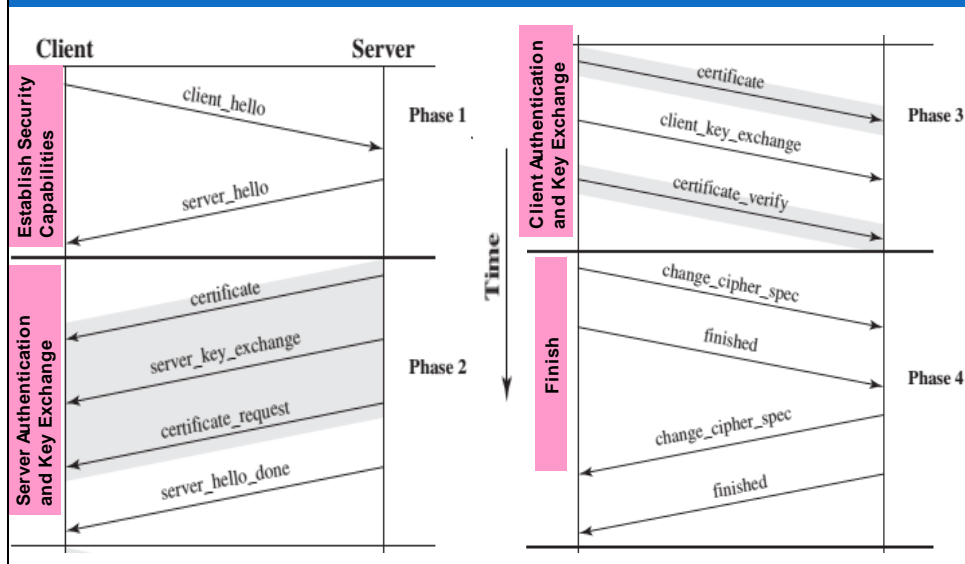 Client
Server
Establish Security
Capabilities
client_hello
server_hello
Phase 1
Server Authentication
and Key Exchange
certificate
server_key_exchange
certificate_request
server_hello_done
Phase 2
Time
Client Authentication
and Key Exchange
certificate
client_key_exchange
certificate_verify
Phase 3
Finish
change_cipher_spec
finished
change_cipher_spec
finished
Phase 4